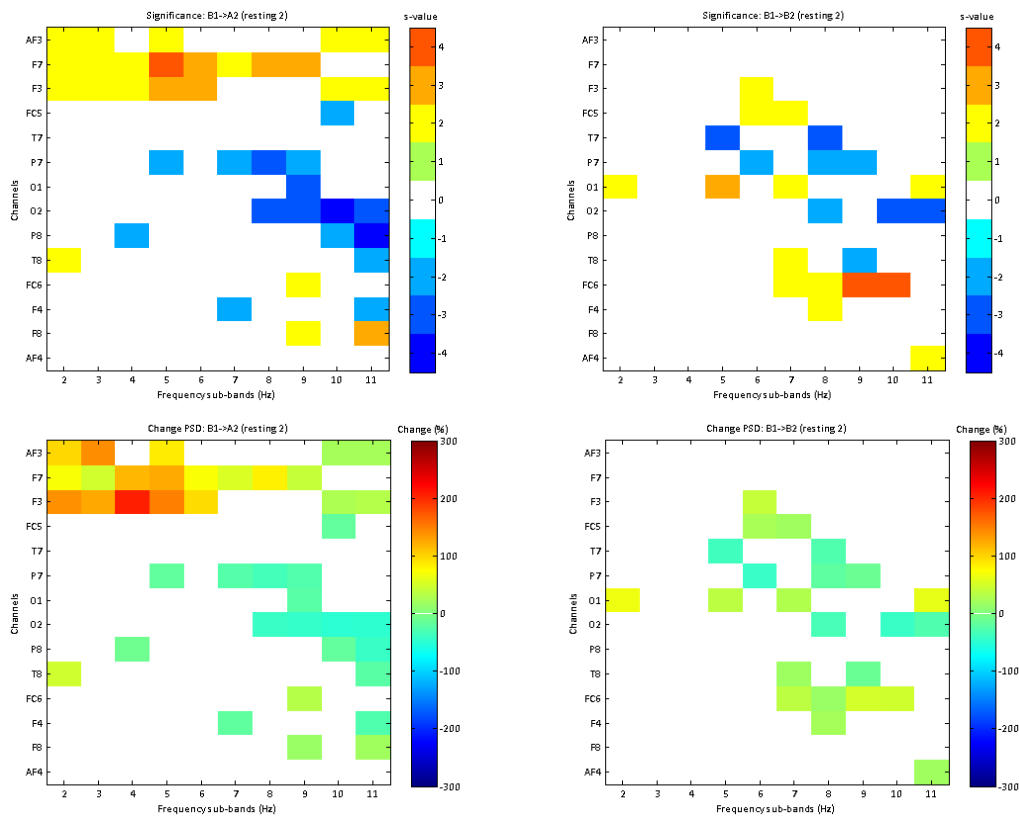 Significance: B1->A2 (resting 2)
s-value
AF3
F7
F3
FC5
T7
P7
O1
O2
P8
T8
FC6
F4
F8
AF4
Channels
2 3 4 5 6 7 8 9 10 11
Frequency sub-bands (Hz)
4
3
2
1
0
-1
-2
-3
-4
Significance: B1->B2 (resting 2)
s-value
AF3
F7
F3
FC5
T7
P7
O1
O2
P8
T8
FC6
F4
F8
AF4
Channels
2 3 4 5 6 7 8 9 10 11
Frequency sub-bands (Hz)
4
3
2
1
0
-1
-2
-3
-4
Change PSD: B1->A2 (resting 2)
Change (%)
AF3
F7
F3
FC5
T7
P7
O1
O2
P8
T8
FC6
F4
F8
AF4
Channels
2 3 4 5 6 7 8 9 10 11
Frequency sub-bands (Hz)
300
200
100
0
-100
-200
-300
Change PSD: B1->B2 (resting 2)
Change (%)
AF3
F7
F3
FC5
T7
P7
O1
O2
P8
T8
FC6
F4
F8
AF4
Channels
2 3 4 5 6 7 8 9 10 11
Frequency sub-bands (Hz)
300
200
100
0
-100
-200
-300